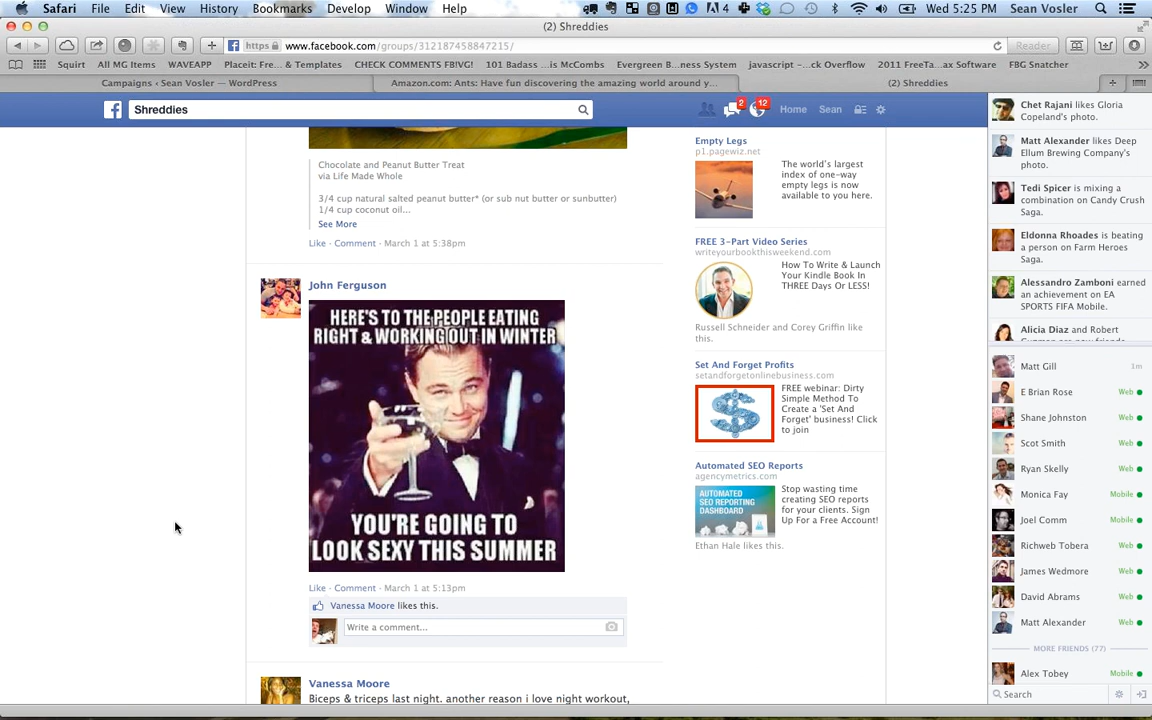 Safari File Edit View History Bookmarks Develop Window Help
4 Wed 5:25 PM Sean Vosler
(2) Shreddies
https www.facebook.com/groups/312187458847215/ Reader
Squirt All MG Items WAVEAPP Placeit: Fre... & Templates CHECK COMMENTS FBIVG! 101 Badass ...is McCombs Evergreen B...ness System javascript -...ck Overflow 2011 FreeTa...ax Software FBG Snatcher
Campaigns ‹ Sean Vosler — WordPress
Amazon.com: Ants: Have fun discovering the amazing world around y...
(2) Shreddies
Shreddies
2 12 Home Sean
Chocolate and Peanut Butter Treat
via Life Made Whole
3/4 cup natural salted peanut butter* (or sub nut butter or sunbutter)
1/4 cup coconut oil...
See More
Like · Comment · March 1 at 5:38pm
John Ferguson
HERE'S TO THE PEOPLE EATING
RIGHT & WORKING OUT IN WINTER
YOU'RE GOING TO
LOOK SEXY THIS SUMMER
Like · Comment · March 1 at 5:13pm
Vanessa Moore likes this.
Write a comment...
Vanessa Moore
Biceps & triceps last night. another reason i love night workout,
Empty Legs
p1.pagewiz.net
The world's largest
index of one-way
empty legs is now
available to you here.
FREE 3-Part Video Series
writeyourbookthisweekend.com
How To Write & Launch
Your Kindle Book In
THREE Days Or LESS!
Russell Schneider and Corey Griffin like
this.
Set And Forget Profits
setandforgetonlinebusiness.com
FREE webinar: Dirty
Simple Method To
Create a 'Set And
Forget' business! Click
to join
Automated SEO Reports
agencymetrics.com
AUTOMATED
SEO REPORTING
DASHBOARD
Stop wasting time
creating SEO reports
for your clients. Sign
Up For a Free Account!
Ethan Hale likes this.
Chet Rajani likes Gloria
Copeland's photo.
Matt Alexander likes Deep
Ellum Brewing Company's
photo.
Tedi Spicer is mixing a
combination on Candy Crush
Saga.
Eldonna Rhoades is beating
a person on Farm Heroes
Saga.
Alessandro Zamboni earned
an achievement on EA
SPORTS FIFA Mobile.
Alicia Diaz and Robert
Matt Gill 1m
E Brian Rose Web
Shane Johnston Web
Scot Smith Web
Ryan Skelly Web
Monica Fay Mobile
Joel Comm Mobile
Richweb Tobera Web
James Wedmore Web
David Abrams Web
Matt Alexander Web
MORE FRIENDS (77)
Alex Tobey Mobile
Search